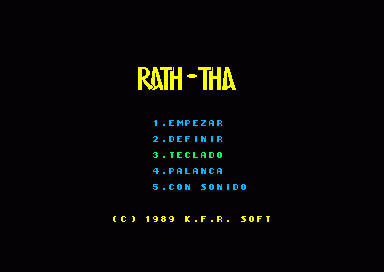 RATH-THA
1.EMPEZAR
2.DEFINIR
3.TECLADO
4.PALANCA
5.CON SONIDO
(C) 1989 K.F.R. SOFT